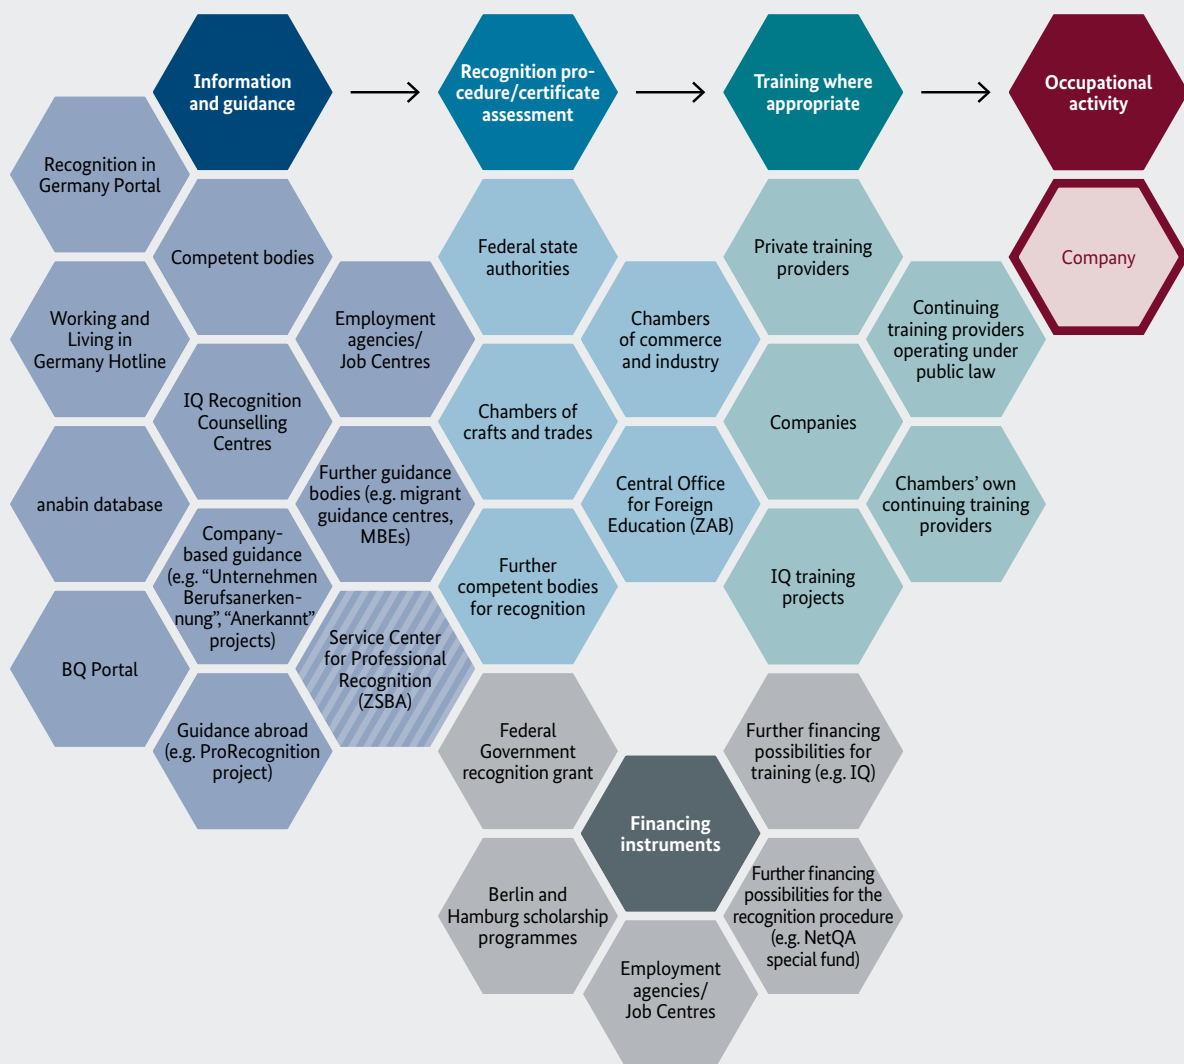 Information
and guidance
Recognition pro-
cedure/certificate
assessment
Training where
appropriate
Occupational
activity
Recognition in
Germany Portal
Competent bodies
Working and
Living in
Germany Hotline
Employment
agencies/
Job Centres
IQ Recognition
Counselling
Centres
anabin database
Further guidance
bodies (e.g. migrant
guidance centres,
MBEs)
Company-
based guidance
(e.g. “Unternehmen
Berufsanerken-
nung”, “Anerkannt”
projects)
BQ Portal
Service Center
for Professional
Recognition
(ZSBA)
Guidance abroad
(e.g. ProRecognition
project)
Federal state
authorities
Chambers
of commerce
and industry
Chambers of
crafts and trades
Central Office
for Foreign
Education (ZAB)
Further
competent bodies
for recognition
Private training
providers
Continuing
training providers
operating under
public law
Companies
Chambers’ own
continuing training
providers
IQ training
projects
Company
Federal
Government
recognition grant
Further financing
possibilities for
training (e.g. IQ)
Financing
instruments
Berlin and
Hamburg scholarship
programmes
Further financing
possibilities for the
recognition procedure
(e.g. NetQA
special fund)
Employment
agencies/
Job Centres